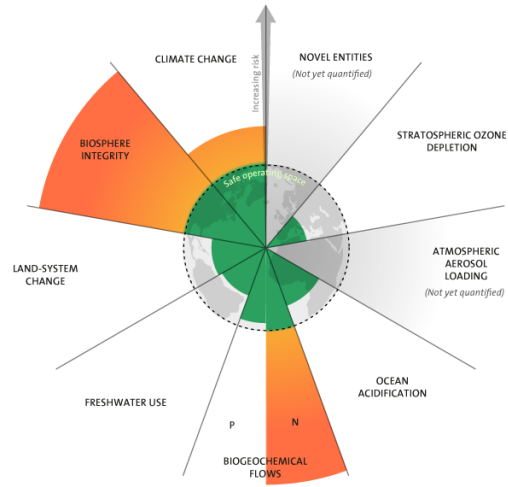 CLIMATE CHANGE
Increasing risk
NOVEL ENTITIES
(Not yet quantified)
STRATOSPHERIC OZONE
DEPLETION
BIOSPHERE
INTEGRITY
Safe operating space
ATMOSPHERIC
AEROSOL
LOADING
(Not yet quantified)
LAND-SYSTEM
CHANGE
OCEAN
ACIDIFICATION
FRESHWATER USE
P
N
BIOGEOCHEMICAL
FLOWS